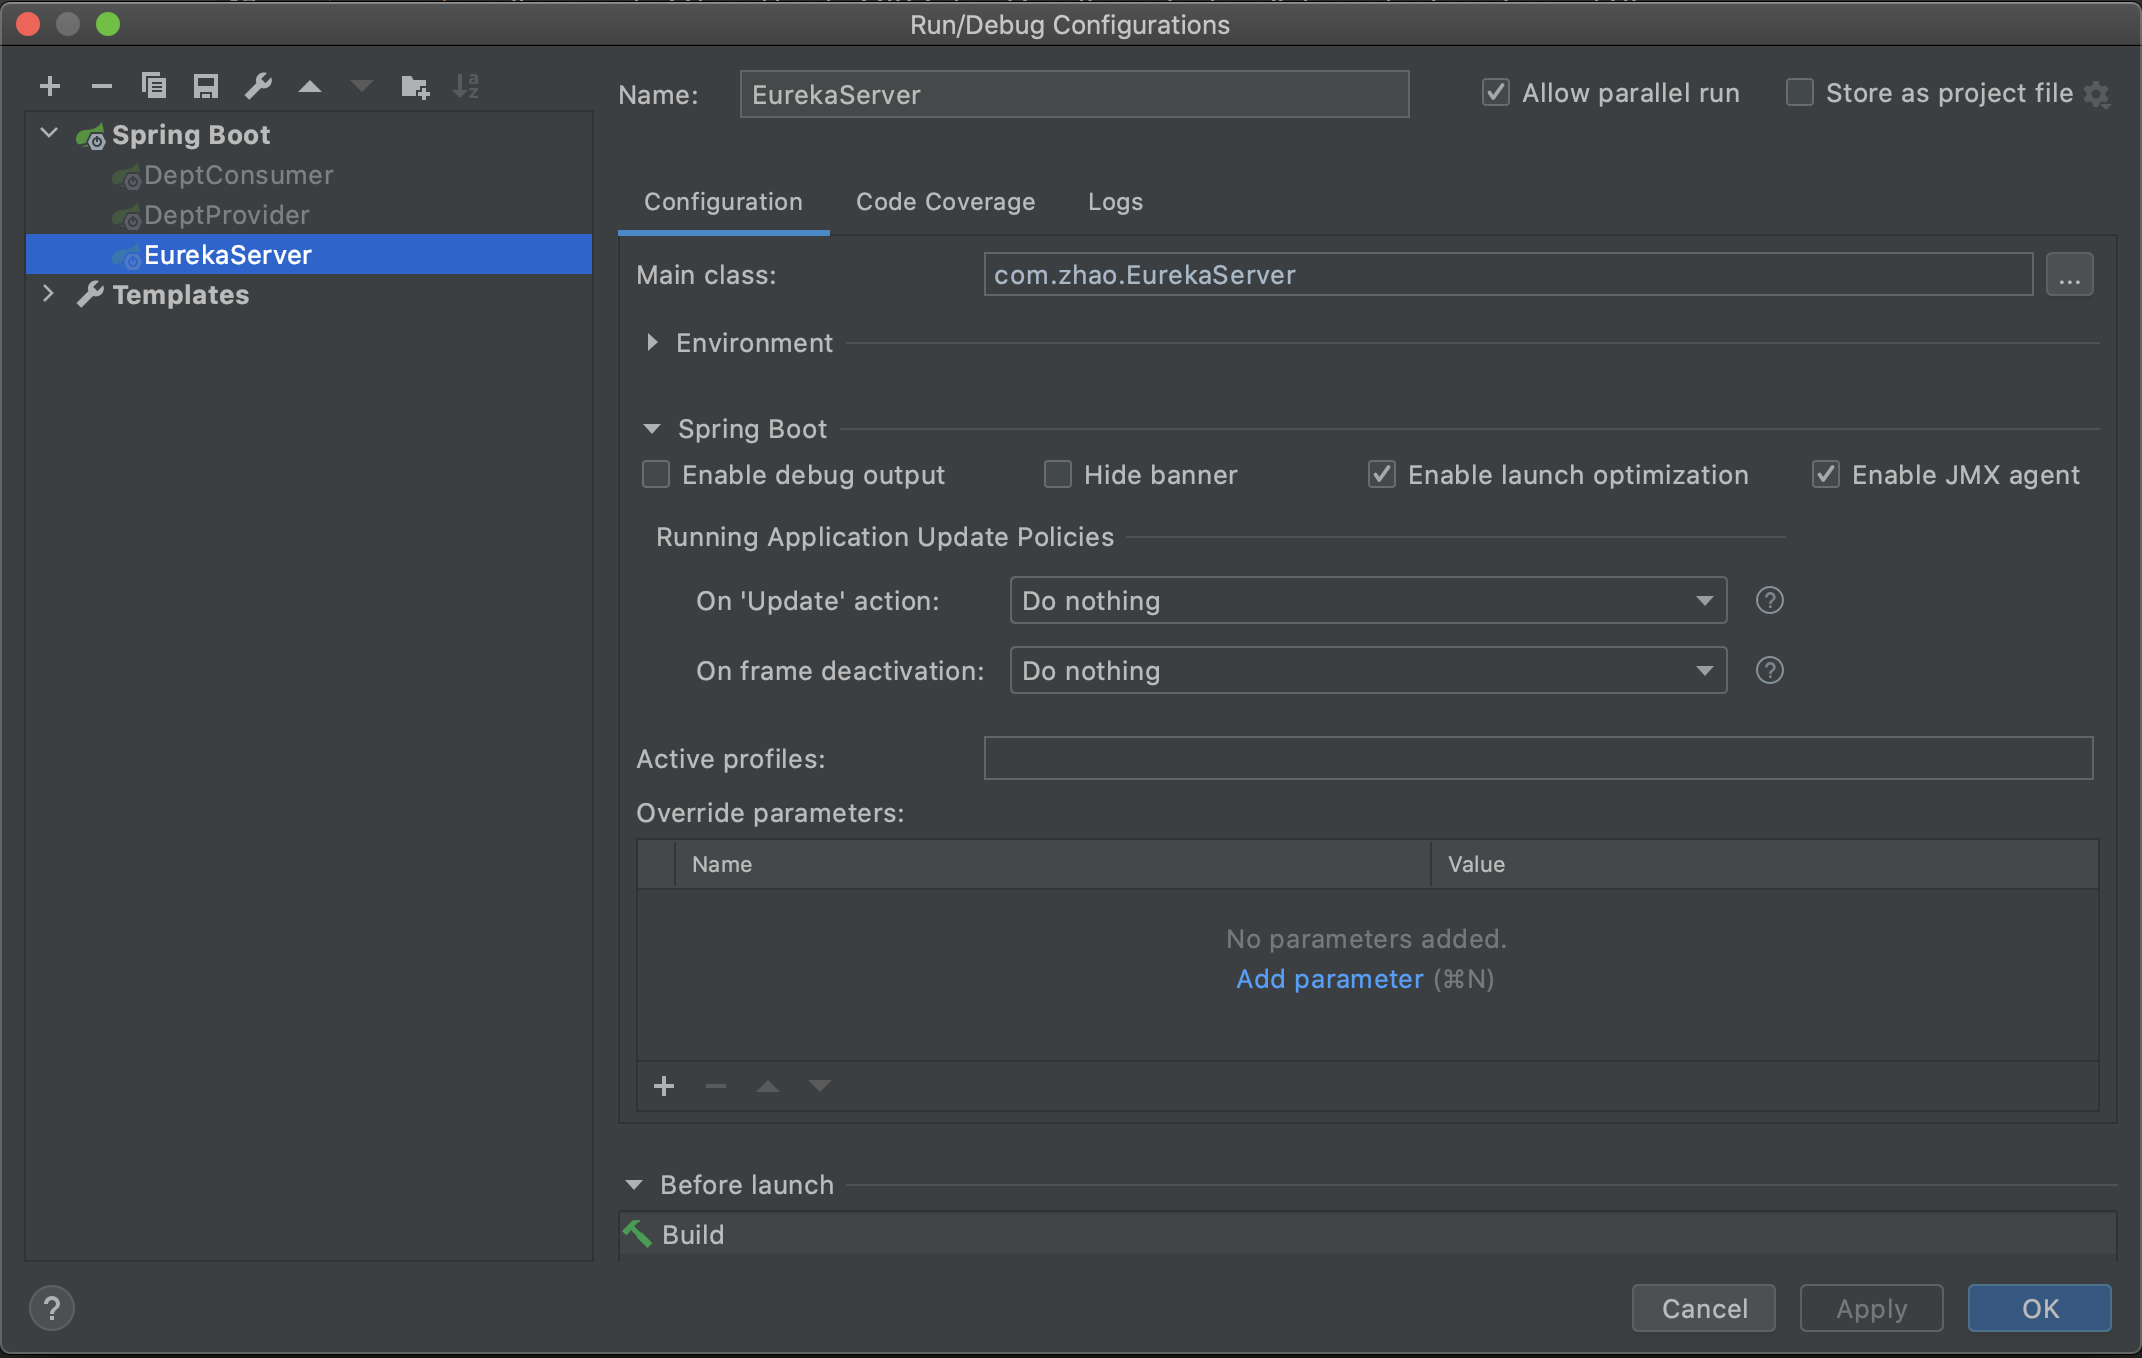 Run/Debug Configurations
Name: EurekaServer
Allow parallel run
Store as project file
Spring Boot
DeptConsumer
DeptProvider
EurekaServer
Templates
Configuration Code Coverage Logs
Main class: com.zhao.EurekaServer ...
Environment
Spring Boot
Enable debug output Hide banner Enable launch optimization Enable JMX agent
Running Application Update Policies
On 'Update' action: Do nothing ?
On frame deactivation: Do nothing ?
Active profiles:
Override parameters:
Name Value
No parameters added.
Add parameter (⌘N)
Before launch
Build
? Cancel Apply OK